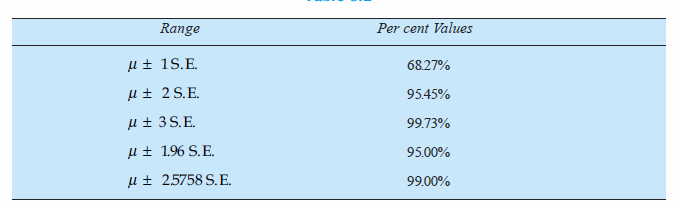 Range Per cent Values
μ ± 1 S.E. 68.27%
μ ± 2 S.E. 95.45%
μ ± 3 S.E. 99.73%
μ ± 1.96 S.E. 95.00%
μ ± 2.5758 S.E. 99.00%